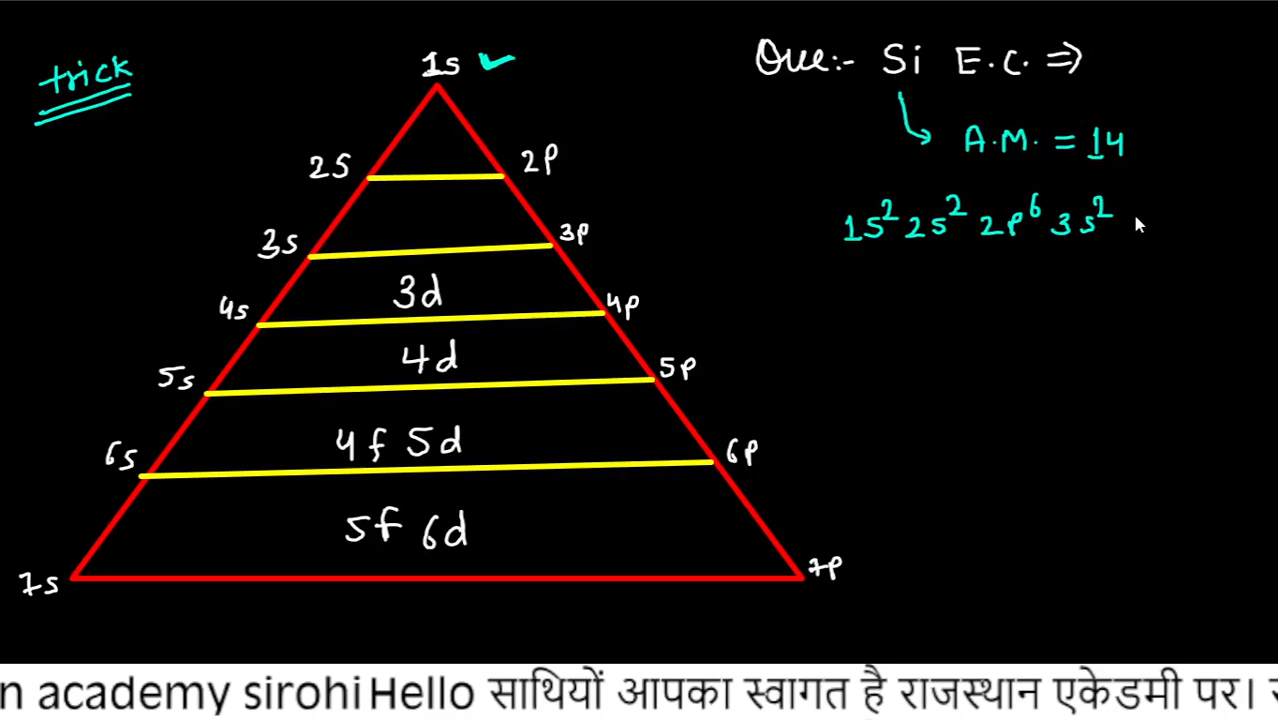 trick
1s
2s 2p
3s 3p
3d
4s 4p
4d
5s 5p
4f 5d
6s 6p
5f 6d
7s 7p
Que:- Si E.C. ⇒
A.M. = 14
1s² 2s² 2p⁶ 3s²
n academy sirohi Hello साथियों आपका स्वागत है राजस्थान एकेडमी पर।